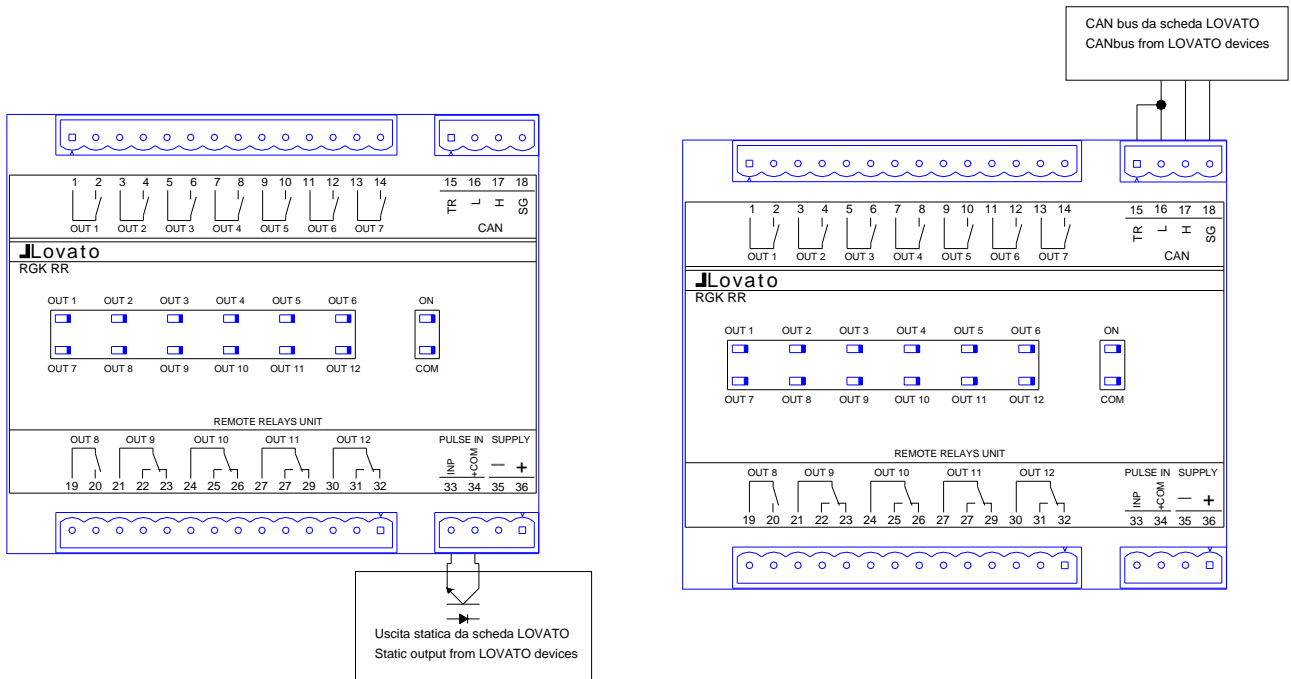 CAN bus da scheda LOVATO
CANbus from LOVATO devices
1 2 3 4 5 6 7 8 9 10 11 12 13 14
OUT 1 OUT 2 OUT 3 OUT 4 OUT 5 OUT 6 OUT 7
15 16 17 18
TR L H SG
CAN
Lovato
RGK RR
OUT 1 OUT 2 OUT 3 OUT 4 OUT 5 OUT 6 ON
OUT 7 OUT 8 OUT 9 OUT 10 OUT 11 OUT 12 COM
REMOTE RELAYS UNIT
OUT 8 OUT 9 OUT 10 OUT 11 OUT 12 PULSE IN SUPPLY
INP +COM — +
19 20 21 22 23 24 25 26 27 27 29 30 31 32 33 34 35 36
Uscita statica da scheda LOVATO
Static output from LOVATO devices
1 2 3 4 5 6 7 8 9 10 11 12 13 14
OUT 1 OUT 2 OUT 3 OUT 4 OUT 5 OUT 6 OUT 7
15 16 17 18
TR L H SG
CAN
Lovato
RGK RR
OUT 1 OUT 2 OUT 3 OUT 4 OUT 5 OUT 6 ON
OUT 7 OUT 8 OUT 9 OUT 10 OUT 11 OUT 12 COM
REMOTE RELAYS UNIT
OUT 8 OUT 9 OUT 10 OUT 11 OUT 12 PULSE IN SUPPLY
INP +COM — +
19 20 21 22 23 24 25 26 27 27 29 30 31 32 33 34 35 36